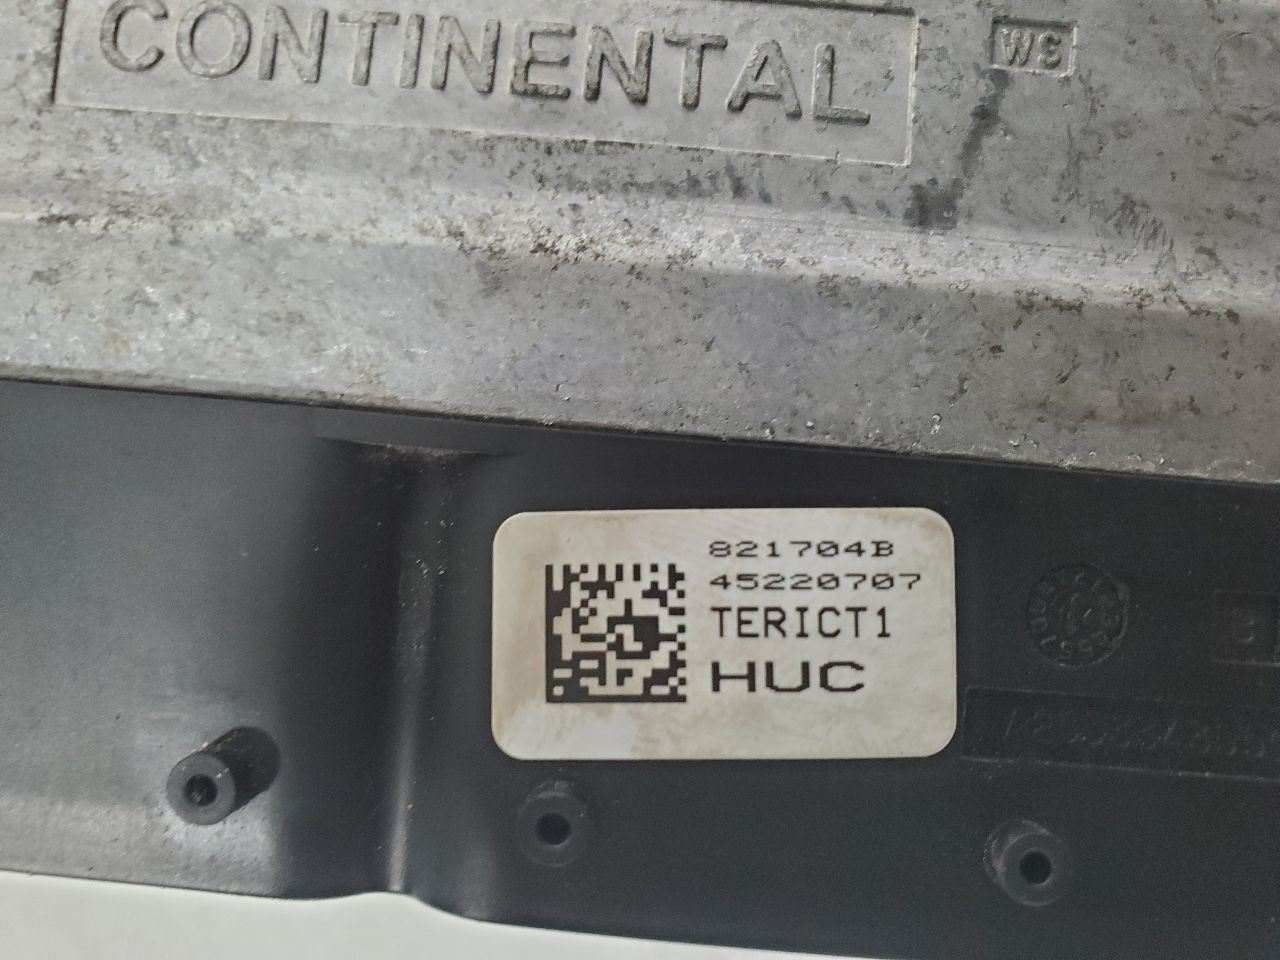 CONTINENTAL
WS
821704B
45220707
TERICT1
HUC